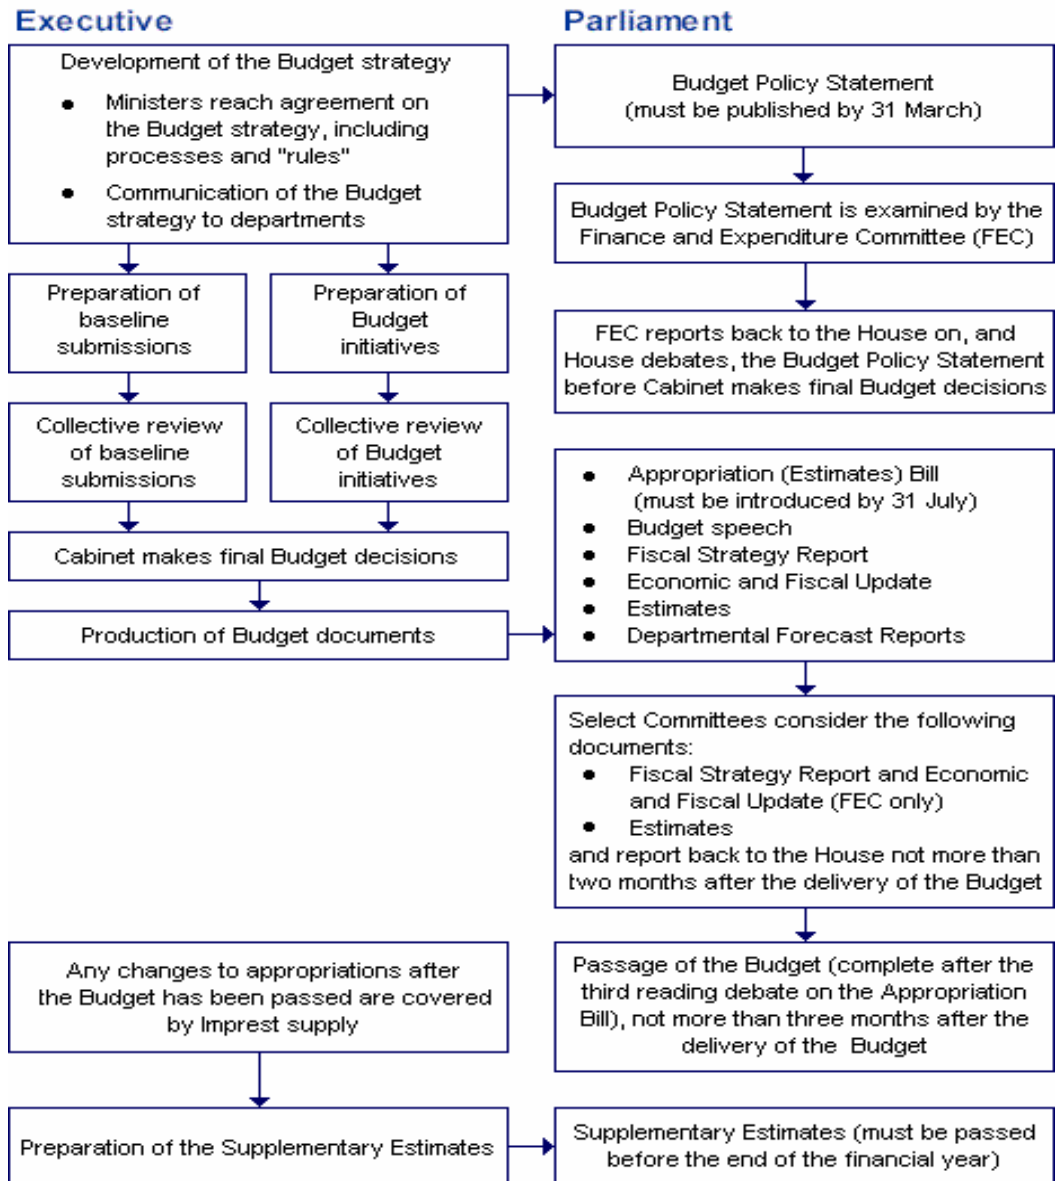 Executive
Development of the Budget strategy
● Ministers reach agreement on
the Budget strategy, including
processes and "rules"
● Communication of the Budget
strategy to departments
Preparation of
baseline
submissions
Preparation of
Budget
initiatives
Collective review
of baseline
submissions
Collective review
of Budget
initiatives
Cabinet makes final Budget decisions
Production of Budget documents
Any changes to appropriations after
the Budget has been passed are covered
by Imprest supply
Preparation of the Supplementary Estimates
Parliament
Budget Policy Statement
(must be published by 31 March)
Budget Policy Statement is examined by the
Finance and Expenditure Committee (FEC)
FEC reports back to the House on, and
House debates, the Budget Policy Statement
before Cabinet makes final Budget decisions
● Appropriation (Estimates) Bill
(must be introduced by 31 July)
● Budget speech
● Fiscal Strategy Report
● Economic and Fiscal Update
● Estimates
● Departmental Forecast Reports
Select Committees consider the following
documents:
● Fiscal Strategy Report and Economic
and Fiscal Update (FEC only)
● Estimates
and report back to the House not more than
two months after the delivery of the Budget
Passage of the Budget (complete after the
third reading debate on the Appropriation
Bill), not more than three months after the
delivery of the Budget
Supplementary Estimates (must be passed
before the end of the financial year)